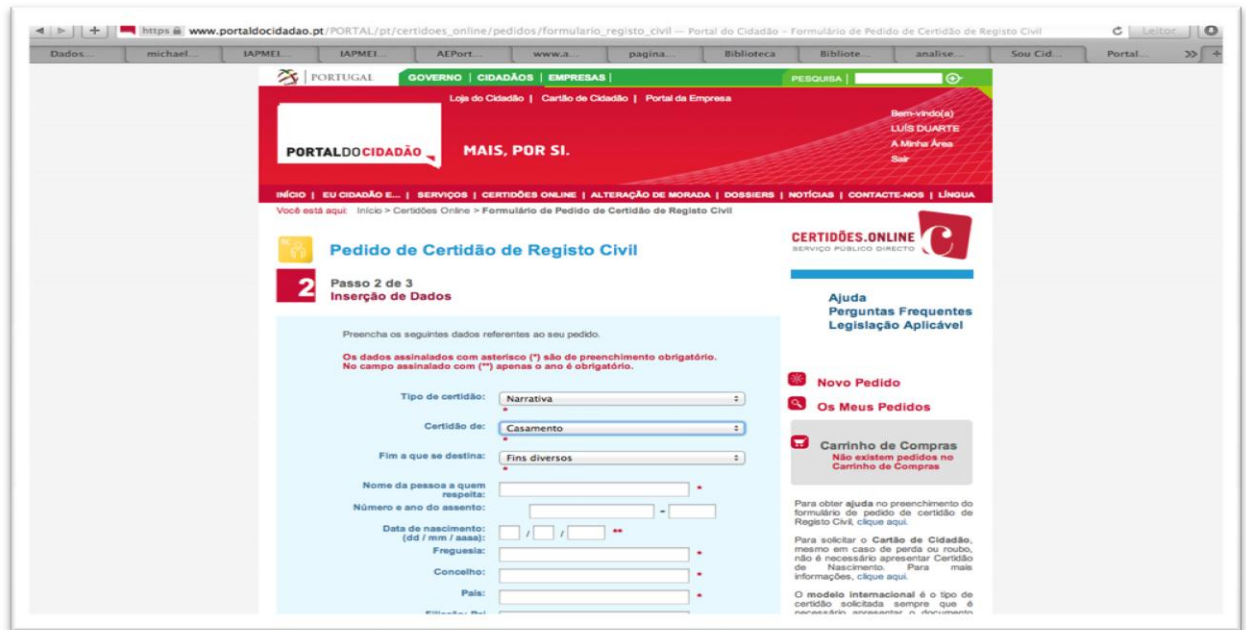 https www.portaldocidadao.pt/PORTAL/pt/certidoes_online/pedidos/formulario_registo_civil — Portal do Cidadão – Formulário de Pedido de Certidão de Registo Civil
Leitor
Dados... michael... IAPMEI... IAPMEI... AEPort... www.a... pagina... Biblioteca Bibliote... analise... Sou Cid... Portal...
PORTUGAL GOVERNO | CIDADÃOS | EMPRESAS | PESQUISA |
Loja do Cidadão | Cartão de Cidadão | Portal da Empresa
Bem-vindo(a)
LUÍS DUARTE
A Minha Área
Sair
PORTALDOCIDADÃO MAIS, POR SI.
INÍCIO | EU CIDADÃO E... | SERVIÇOS | CERTIDÕES ONLINE | ALTERAÇÃO DE MORADA | DOSSIERS | NOTÍCIAS | CONTACTE-NOS | LÍNGUA
Você está aqui: Início > Certidões Online > Formulário de Pedido de Certidão de Registo Civil
Pedido de Certidão de Registo Civil
2 Passo 2 de 3
Inserção de Dados
Preencha os seguintes dados referentes ao seu pedido.
Os dados assinalados com asterisco (*) são de preenchimento obrigatório.
No campo assinalado com (**) apenas o ano é obrigatório.
Tipo de certidão: Narrativa
*
Certidão de: Casamento
*
Fim a que se destina: Fins diversos
*
Nome da pessoa a quem
respeita: *
Número e ano do assento: -
Data de nascimento:
(dd / mm / aaaa): / / **
Freguesia: *
Concelho: *
País: *
CERTIDÕES.ONLINE
SERVIÇO PÚBLICO DIRECTO
Ajuda
Perguntas Frequentes
Legislação Aplicável
Novo Pedido
Os Meus Pedidos
Carrinho de Compras
Não existem pedidos no
Carrinho de Compras
Para obter ajuda no preenchimento do
formulário de pedido de certidão de
Registo Civil, clique aqui.
Para solicitar o Cartão de Cidadão,
mesmo em caso de perda ou roubo,
não é necessário apresentar Certidão
de Nascimento. Para mais
informações, clique aqui.
O modelo internacional é o tipo de
certidão solicitada sempre que é
necessário apresentar o documento